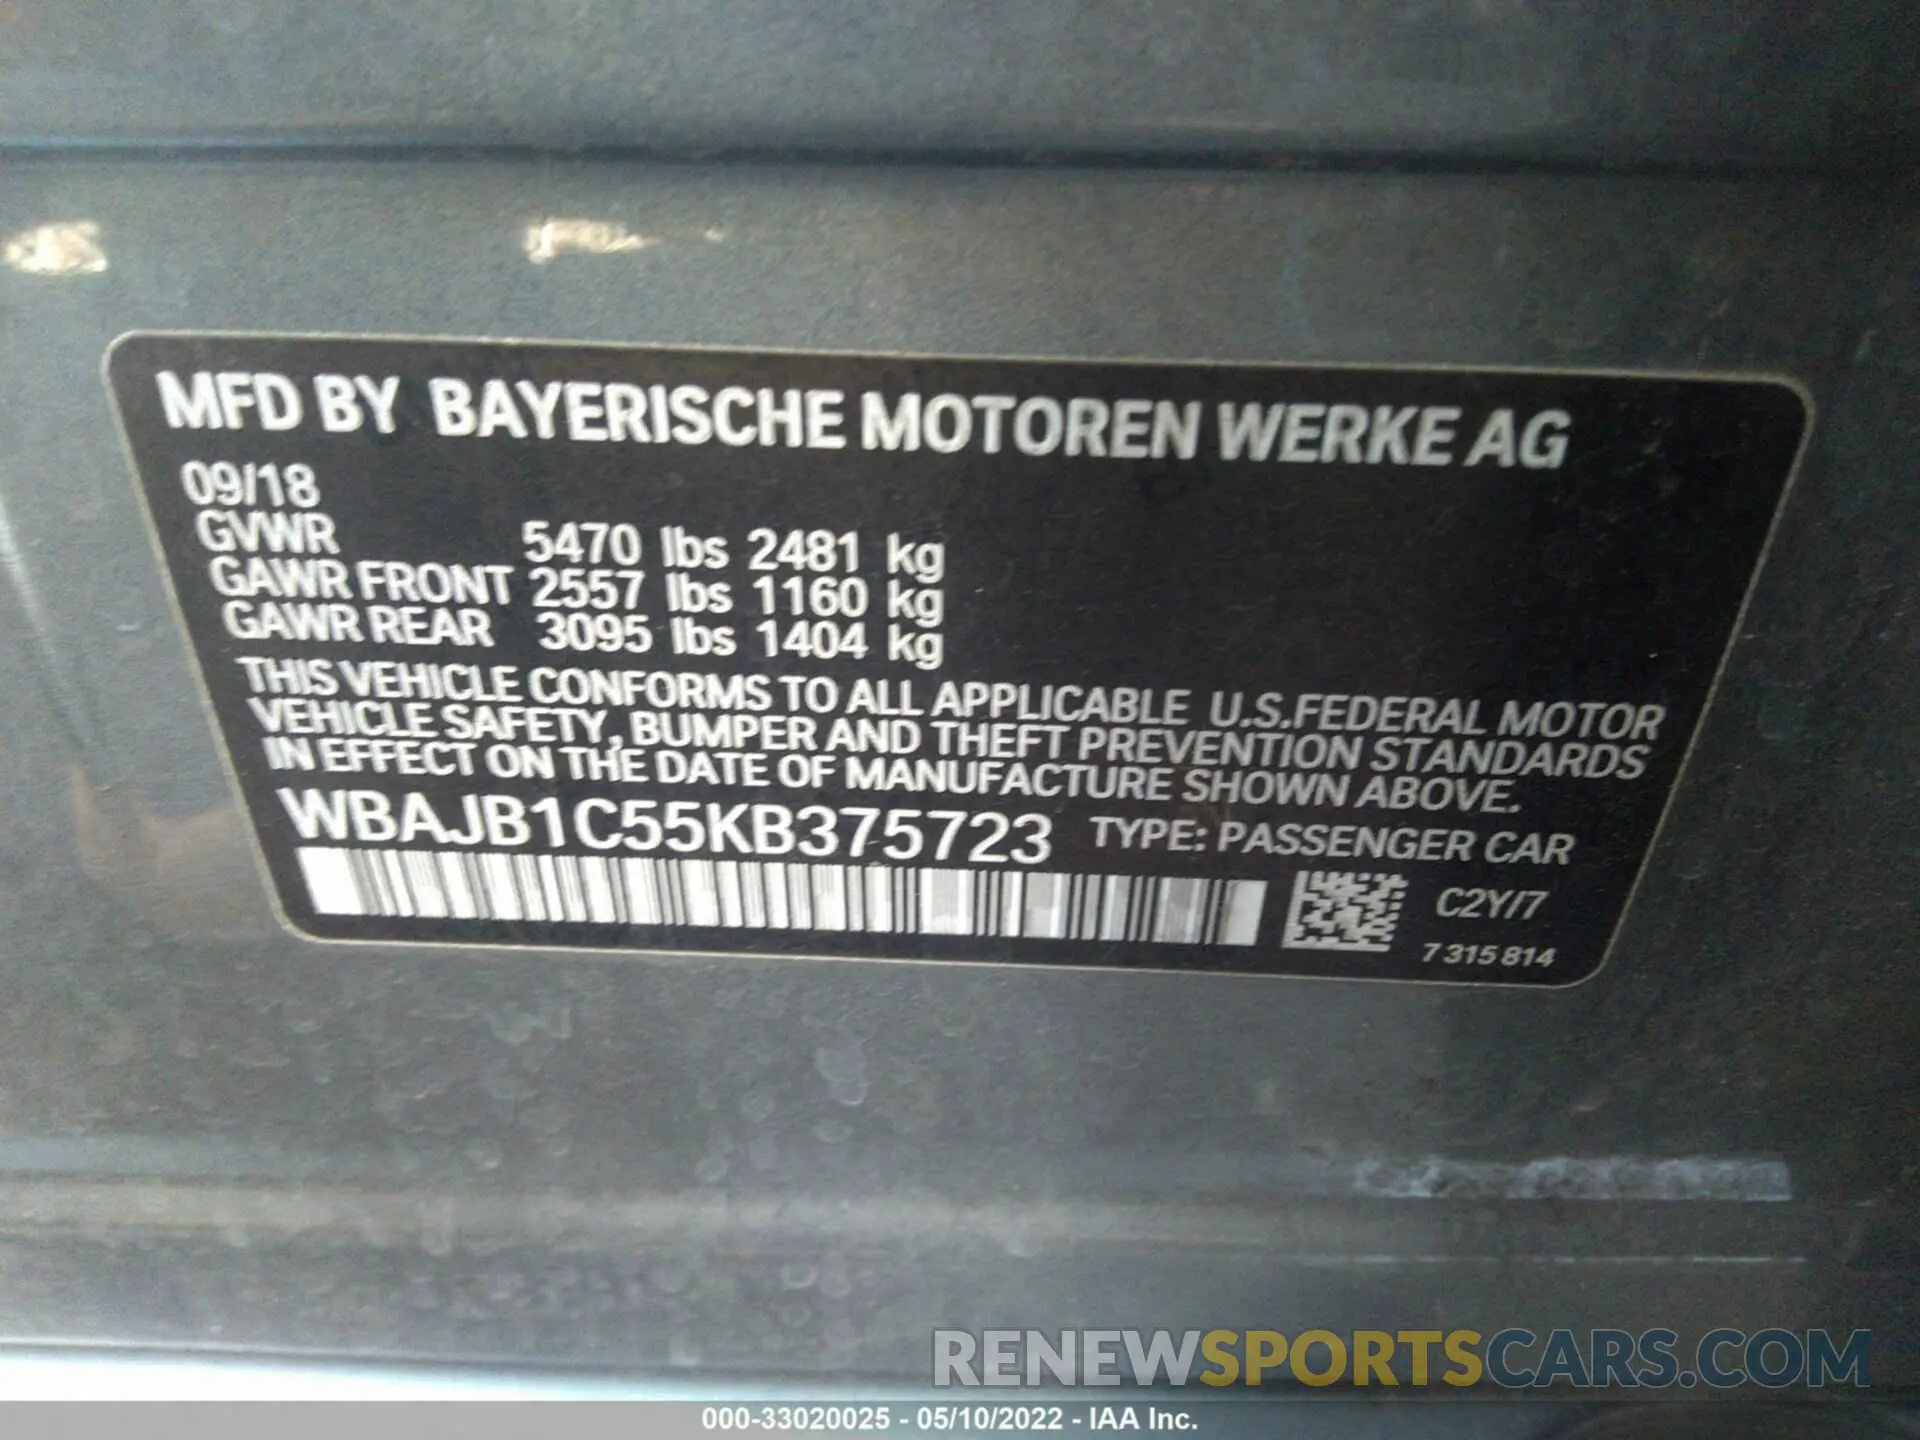 MFD BY BAYERISCHE MOTOREN WERKE AG
09/18
GVWR 5470 lbs 2481 kg
GAWR FRONT 2557 lbs 1160 kg
GAWR REAR 3095 lbs 1404 kg
THIS VEHICLE CONFORMS TO ALL APPLICABLE U.S.FEDERAL MOTOR
VEHICLE SAFETY, BUMPER AND THEFT PREVENTION STANDARDS
IN EFFECT ON THE DATE OF MANUFACTURE SHOWN ABOVE.
WBAJB1C55KB375723 TYPE: PASSENGER CAR
C2Y/7
7 315 814
RENEWSPORTSCARS.COM
000-33020025 - 05/10/2022 - IAA Inc.